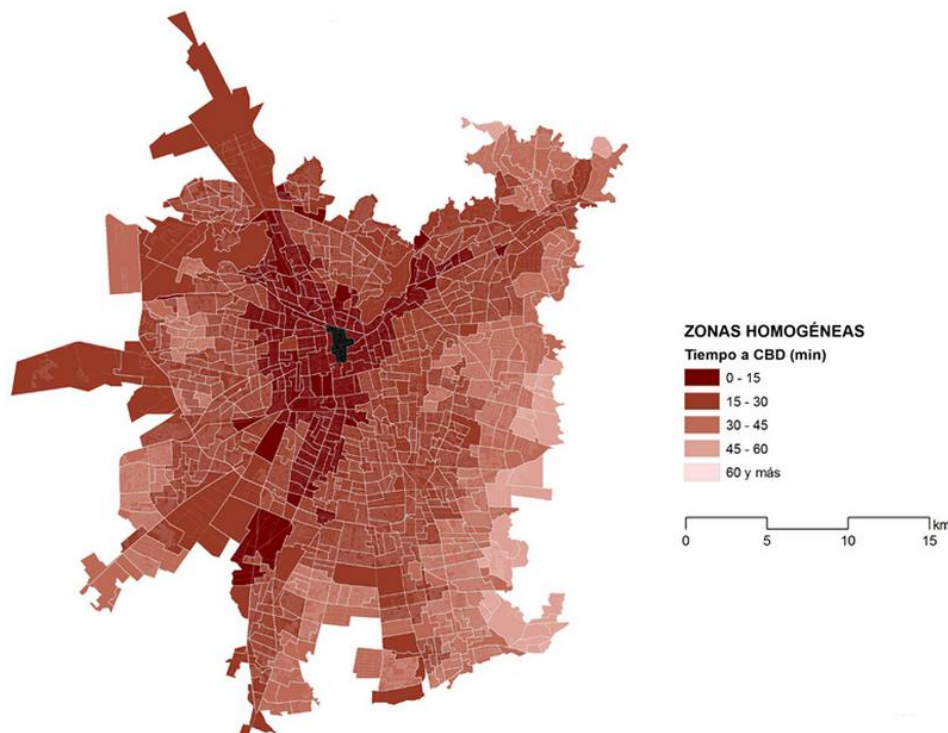 ZONAS HOMOGÉNEAS
Tiempo a CBD (min)
0 - 15
15 - 30
30 - 45
45 - 60
60 y más
km
0 5 10 15